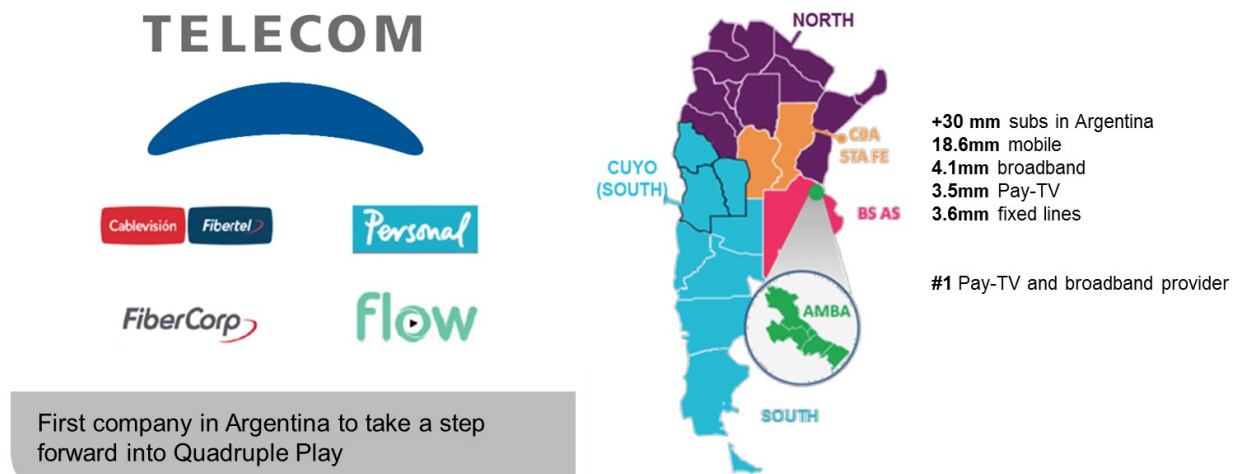 TELECOM
Cablevisión Fibertel
Personal
FiberCorp
flow
First company in Argentina to take a step
forward into Quadruple Play
NORTH
CBA
STA FE
CUYO
(SOUTH)
BS AS
AMBA
SOUTH
+30 mm subs in Argentina
18.6mm mobile
4.1mm broadband
3.5mm Pay-TV
3.6mm fixed lines
#1 Pay-TV and broadband provider